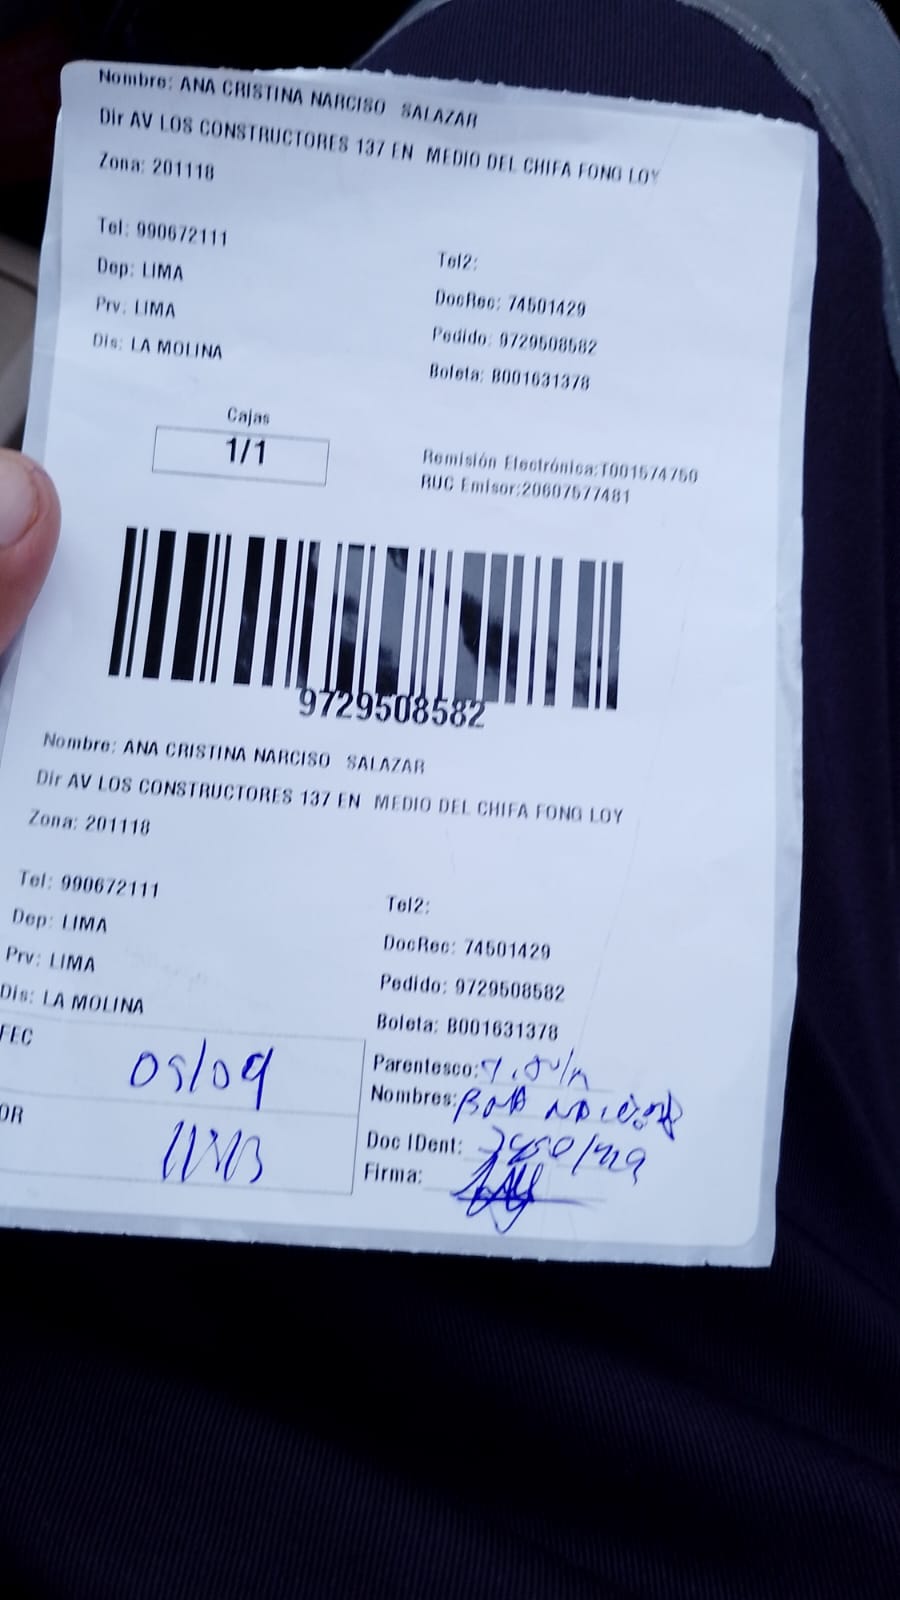 Nombre: ANA CRISTINA NARCISO SALAZAR
Dir AV LOS CONSTRUCTORES 137 EN MEDIO DEL CHIFA FONG LOY
Zona: 201118
Tel: 990672111
Tel2:
Dep: LIMA
DocRec: 74501429
Prv: LIMA
Pedido: 9729508582
Dis: LA MOLINA
Boleta: B001631378
Cajas
1/1
Remisión Electrónica:T001574750
RUC Emisor:20607577481
9729508582
Nombre: ANA CRISTINA NARCISO SALAZAR
Dir AV LOS CONSTRUCTORES 137 EN MEDIO DEL CHIFA FONG LOY
Zona: 201118
Tel: 990672111
Tel2:
Dep: LIMA
DocRec: 74501429
Prv: LIMA
Pedido: 9729508582
Dis: LA MOLINA
Boleta: B001631378
FEC
05/09
Parentesco:
Nombres:
OR
Doc IDent:
Firma: